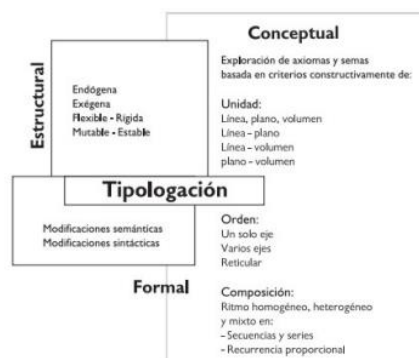 Conceptual
Exploración de axiomas y semas
basada en criterios constructivamente de:
Unidad:
Línea, plano, volumen
Línea - plano
Línea - volumen
plano - volumen
Estructural
Endógena
Exégena
Flexible - Rígida
Mutable - Estable
Tipologación
Modificaciones semánticas
Modificaciones sintácticas
Formal
Orden:
Un solo eje
Varios ejes
Reticular
Composición:
Ritmo homogéneo, heterogéneo
y mixto en:
- Secuencias y series
- Recurrencia proporcional